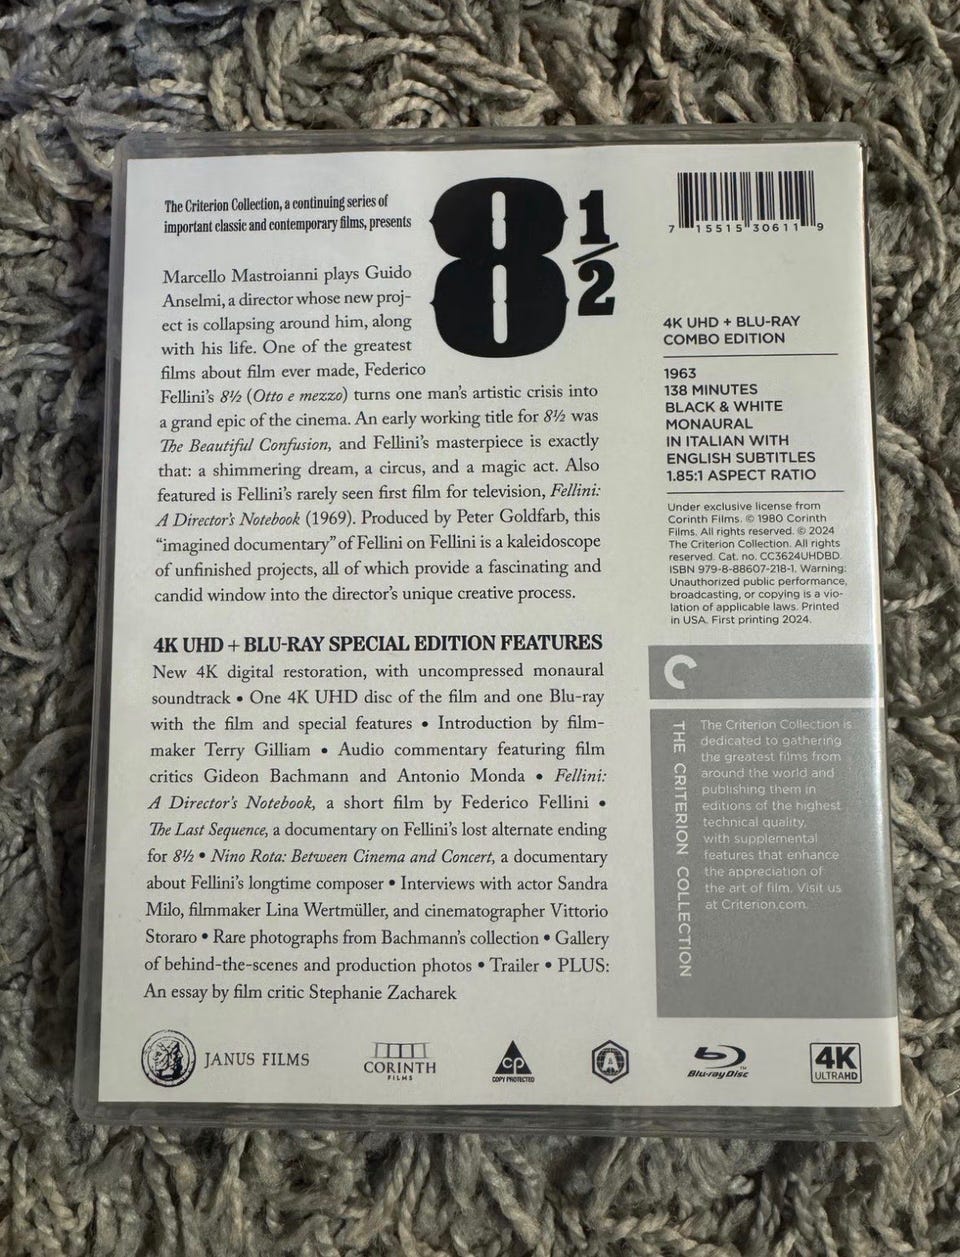 The Criterion Collection, a continuing series of
important classic and contemporary films, presents
8 1/2
Marcello Mastroianni plays Guido
Anselmi, a director whose new proj-
ect is collapsing around him, along
with his life. One of the greatest
films about film ever made, Federico
Fellini's 8½ (Otto e mezzo) turns one man's artistic crisis into
a grand epic of the cinema. An early working title for 8½ was
The Beautiful Confusion, and Fellini's masterpiece is exactly
that: a shimmering dream, a circus, and a magic act. Also
featured is Fellini's rarely seen first film for television, Fellini:
A Director's Notebook (1969). Produced by Peter Goldfarb, this
"imagined documentary" of Fellini on Fellini is a kaleidoscope
of unfinished projects, all of which provide a fascinating and
candid window into the director's unique creative process.
4K UHD + BLU-RAY SPECIAL EDITION FEATURES
New 4K digital restoration, with uncompressed monaural
soundtrack • One 4K UHD disc of the film and one Blu-ray
with the film and special features • Introduction by film-
maker Terry Gilliam • Audio commentary featuring film
critics Gideon Bachmann and Antonio Monda • Fellini:
A Director's Notebook, a short film by Federico Fellini •
The Last Sequence, a documentary on Fellini's lost alternate ending
for 8½ • Nino Rota: Between Cinema and Concert, a documentary
about Fellini's longtime composer • Interviews with actor Sandra
Milo, filmmaker Lina Wertmüller, and cinematographer Vittorio
Storaro • Rare photographs from Bachmann's collection • Gallery
of behind-the-scenes and production photos • Trailer • PLUS:
An essay by film critic Stephanie Zacharek
7 15515 30611 9
4K UHD + BLU-RAY
COMBO EDITION
1963
138 MINUTES
BLACK & WHITE
MONAURAL
IN ITALIAN WITH
ENGLISH SUBTITLES
1.85:1 ASPECT RATIO
Under exclusive license from
Corinth Films. © 1980 Corinth
Films. All rights reserved. © 2024
The Criterion Collection. All rights
reserved. Cat. no. CC3624UHDBD.
ISBN 979-8-88607-218-1. Warning:
Unauthorized public performance,
broadcasting, or copying is a vio-
lation of applicable laws. Printed
in USA. First printing 2024.
THE CRITERION COLLECTION
The Criterion Collection is
dedicated to gathering
the greatest films from
around the world and
publishing them in
editions of the highest
technical quality,
with supplemental
features that enhance
the appreciation of
the art of film. Visit us
at Criterion.com.
JANUS FILMS
CORINTH
FILMS
CP
COPY PROTECTED
A
Blu-ray Disc
TM
4K
ULTRA HD